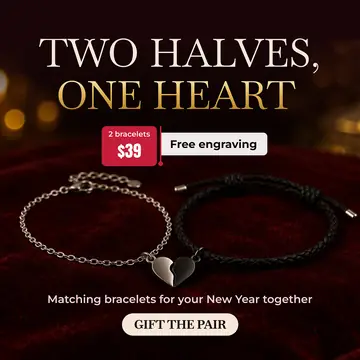 TWO HALVES,
ONE HEART
2 bracelets
$39
Free engraving
Matching bracelets for your New Year together
GIFT THE PAIR